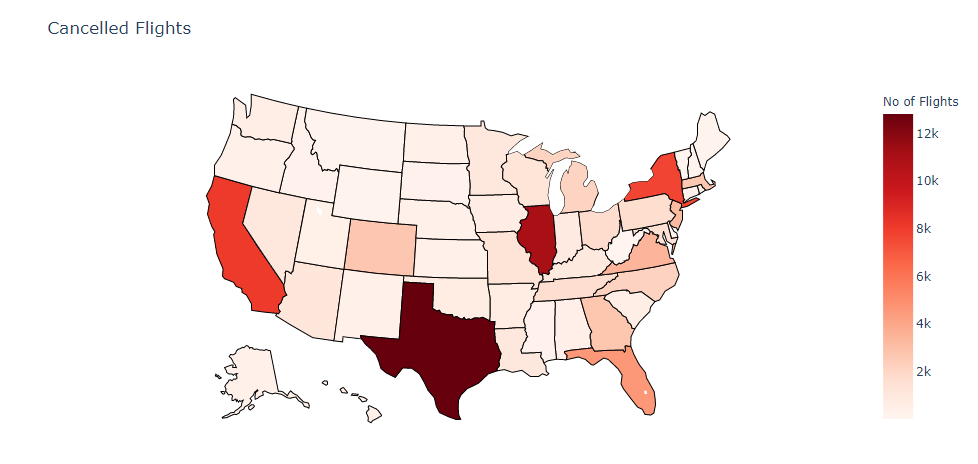 Cancelled Flights
No of Flights
12k
10k
8k
6k
4k
2k